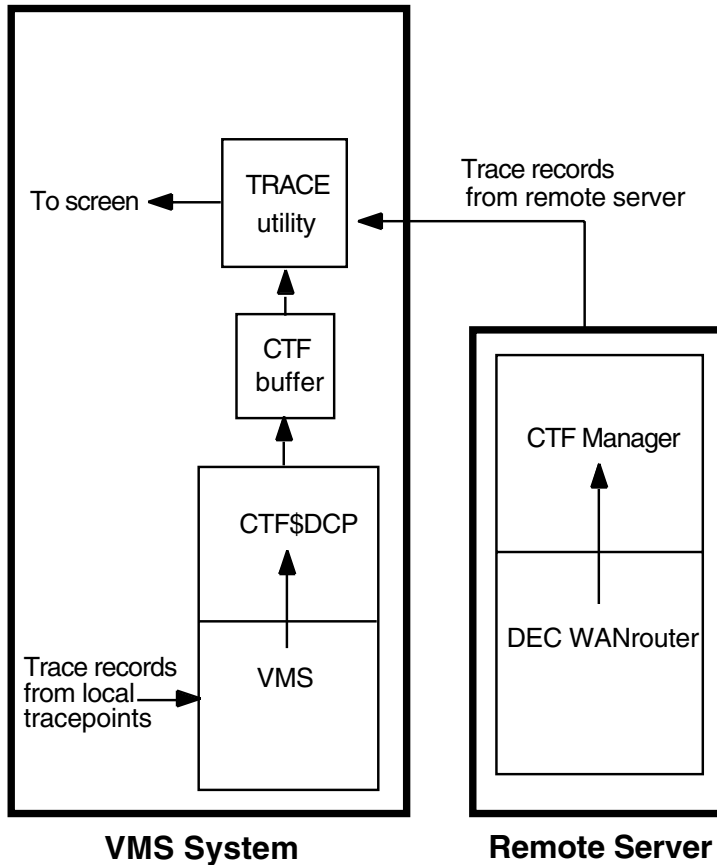 TRACE
utility
To screen
Trace records
from remote server
CTF
buffer
CTF Manager
CTF$DCP
DEC WANrouter
VMS
Trace records
from local
tracepoints
VMS System
Remote Server